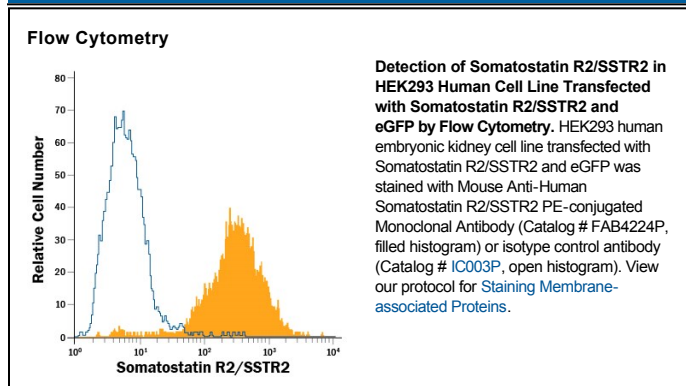 Flow Cytometry
80
70
60
50
40
30
20
10
0
Relative Cell Number
10⁰
10¹
10²
10³
10⁴
Somatostatin R2/SSTR2
Detection of Somatostatin R2/SSTR2 in
HEK293 Human Cell Line Transfected
with Somatostatin R2/SSTR2 and
eGFP by Flow Cytometry. HEK293 human
embryonic kidney cell line transfected with
Somatostatin R2/SSTR2 and eGFP was
stained with Mouse Anti-Human
Somatostatin R2/SSTR2 PE-conjugated
Monoclonal Antibody (Catalog # FAB4224P,
filled histogram) or isotype control antibody
(Catalog # IC003P, open histogram). View
our protocol for Staining Membrane-
associated Proteins.